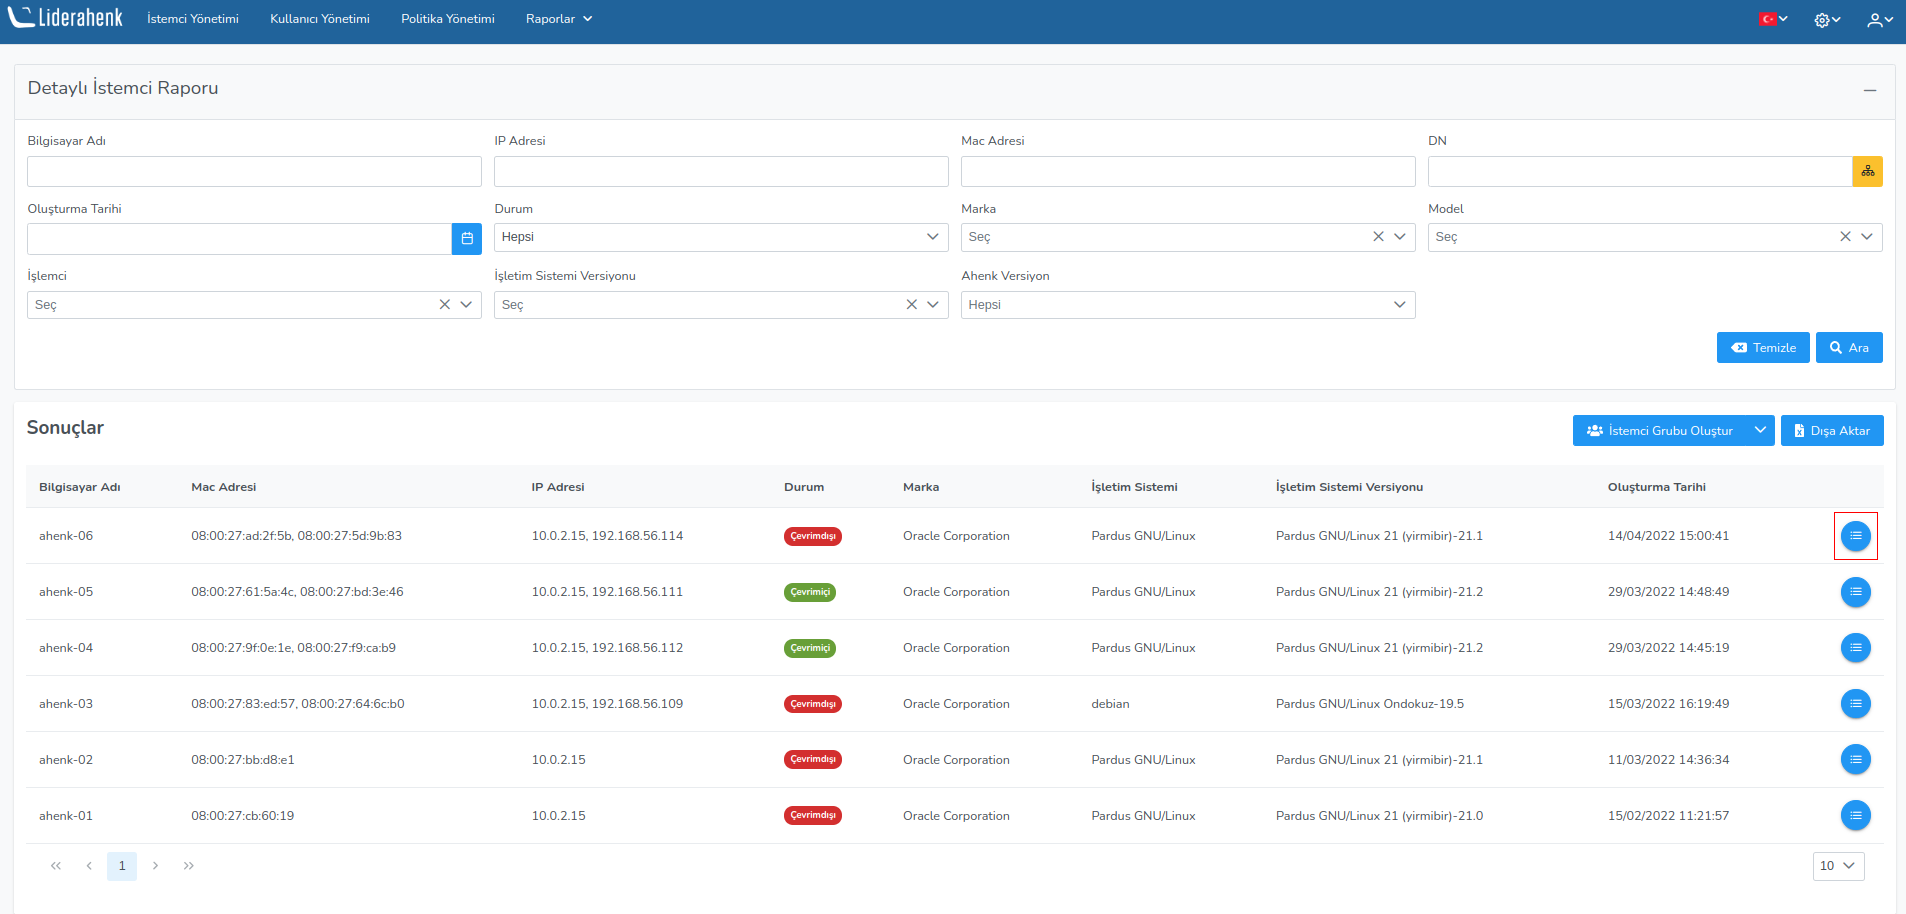 Liderahenk İstemci Yönetimi Kullanıcı Yönetimi Politika Yönetimi Raporlar
Detaylı İstemci Raporu
Bilgisayar Adı IP Adresi Mac Adresi DN
Oluşturma Tarihi Durum Marka Model
Hepsi Seç Seç
İşlemci İşletim Sistemi Versiyonu Ahenk Versiyon
Seç Seç Hepsi
Temizle Ara
Sonuçlar İstemci Grubu Oluştur Dışa Aktar
Bilgisayar Adı Mac Adresi IP Adresi Durum Marka İşletim Sistemi İşletim Sistemi Versiyonu Oluşturma Tarihi
ahenk-06 08:00:27:ad:2f:5b, 08:00:27:5d:9b:83 10.0.2.15, 192.168.56.114 Çevrimdışı Oracle Corporation Pardus GNU/Linux Pardus GNU/Linux 21 (yirmibir)-21.1 14/04/2022 15:00:41
ahenk-05 08:00:27:61:5a:4c, 08:00:27:bd:3e:46 10.0.2.15, 192.168.56.111 Çevrimiçi Oracle Corporation Pardus GNU/Linux Pardus GNU/Linux 21 (yirmibir)-21.2 29/03/2022 14:48:49
ahenk-04 08:00:27:9f:0e:1e, 08:00:27:f9:ca:b9 10.0.2.15, 192.168.56.112 Çevrimiçi Oracle Corporation Pardus GNU/Linux Pardus GNU/Linux 21 (yirmibir)-21.2 29/03/2022 14:45:19
ahenk-03 08:00:27:83:ed:57, 08:00:27:64:6c:b0 10.0.2.15, 192.168.56.109 Çevrimdışı Oracle Corporation debian Pardus GNU/Linux Ondokuz-19.5 15/03/2022 16:19:49
ahenk-02 08:00:27:bb:d8:e1 10.0.2.15 Çevrimdışı Oracle Corporation Pardus GNU/Linux Pardus GNU/Linux 21 (yirmibir)-21.1 11/03/2022 14:36:34
ahenk-01 08:00:27:cb:60:19 10.0.2.15 Çevrimdışı Oracle Corporation Pardus GNU/Linux Pardus GNU/Linux 21 (yirmibir)-21.0 15/02/2022 11:21:57
1 10